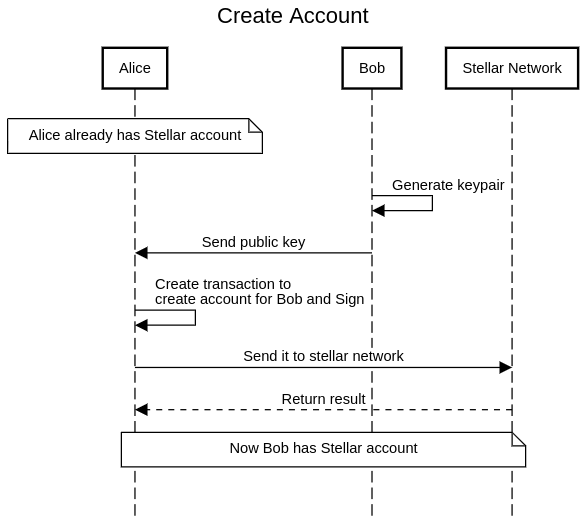 Create Account
Alice
Bob
Stellar Network
Alice already has Stellar account
Generate keypair
Send public key
Create transaction to
create account for Bob and Sign
Send it to stellar network
Return result
Now Bob has Stellar account